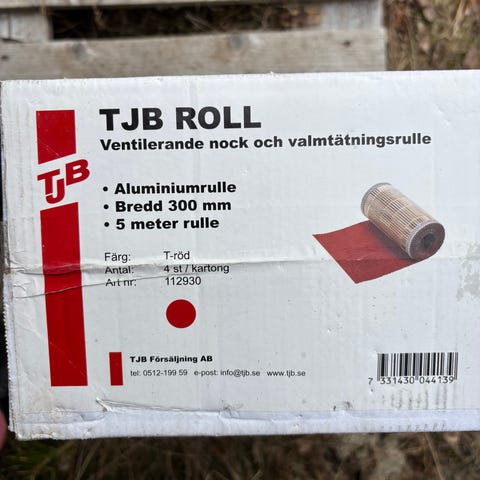 TJB ROLL
Ventilerande nock och valmtätningsrulle
TJB
• Aluminiumrulle
• Bredd 300 mm
• 5 meter rulle
Färg: T-röd
Antal: 4 st / kartong
Art nr: 112930
TJB Försäljning AB
tel: 0512-199 59 e-post: info@tjb.se www.tjb.se
7 331430 044139